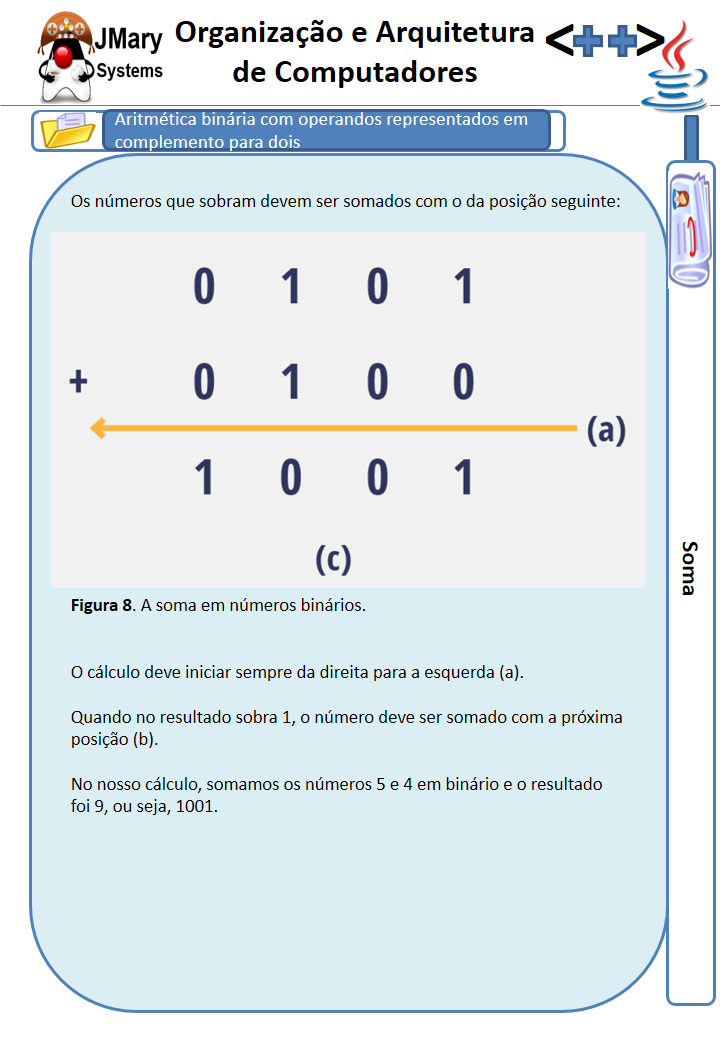 JMary
Systems
Organização e Arquitetura
de Computadores
<++>
Aritmética binária com operandos representados em
complemento para dois
Os números que sobram devem ser somados com o da posição seguinte:
0 1 0 1
+ 0 1 0 0
(a)
1 0 0 1
(c)
Figura 8. A soma em números binários.
O cálculo deve iniciar sempre da direita para a esquerda (a).
Quando no resultado sobra 1, o número deve ser somado com a próxima
posição (b).
No nosso cálculo, somamos os números 5 e 4 em binário e o resultado
foi 9, ou seja, 1001.
Soma